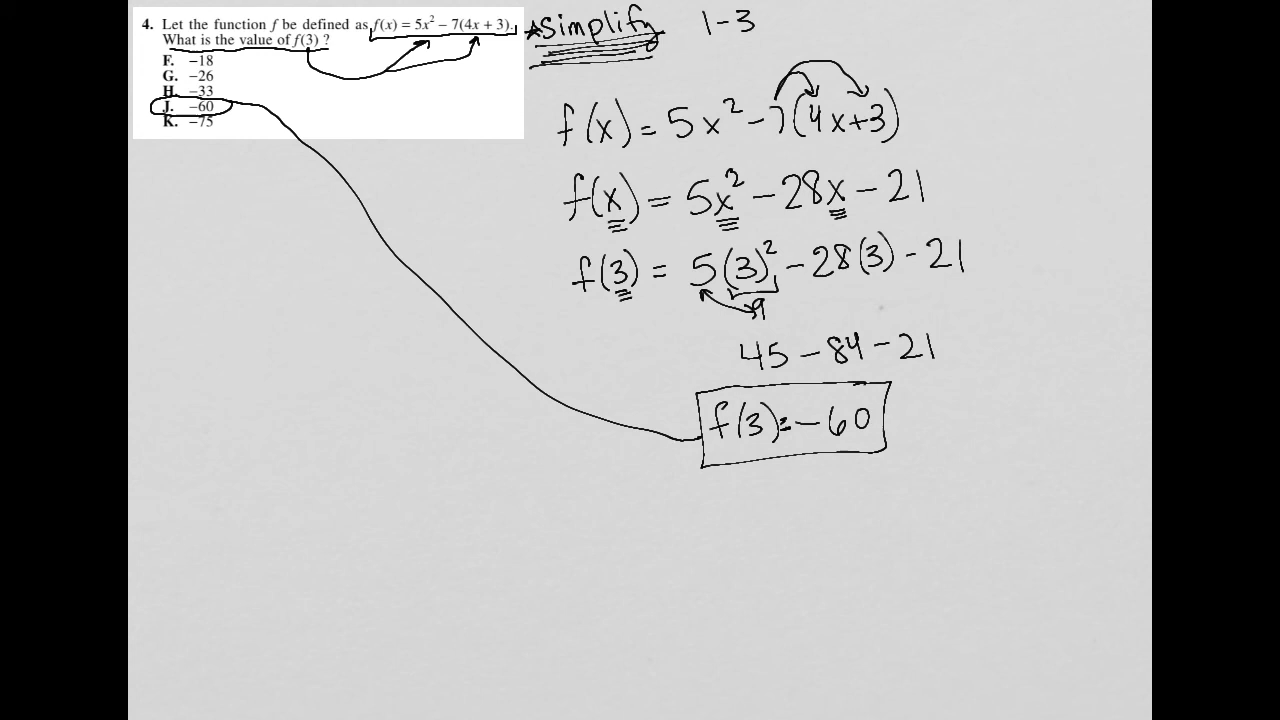 4. Let the function f be defined as f(x) = 5x² − 7(4x + 3).
What is the value of f(3) ?
F. −18
G. −26
H. −33
J. −60
K. −75
★Simplify 1-3
f(x) = 5x² − 7(4x+3)
f(x) = 5x² − 28x − 21
f(3) = 5(3)² − 28(3) − 21
9
45 − 84 − 21
f(3) = −60